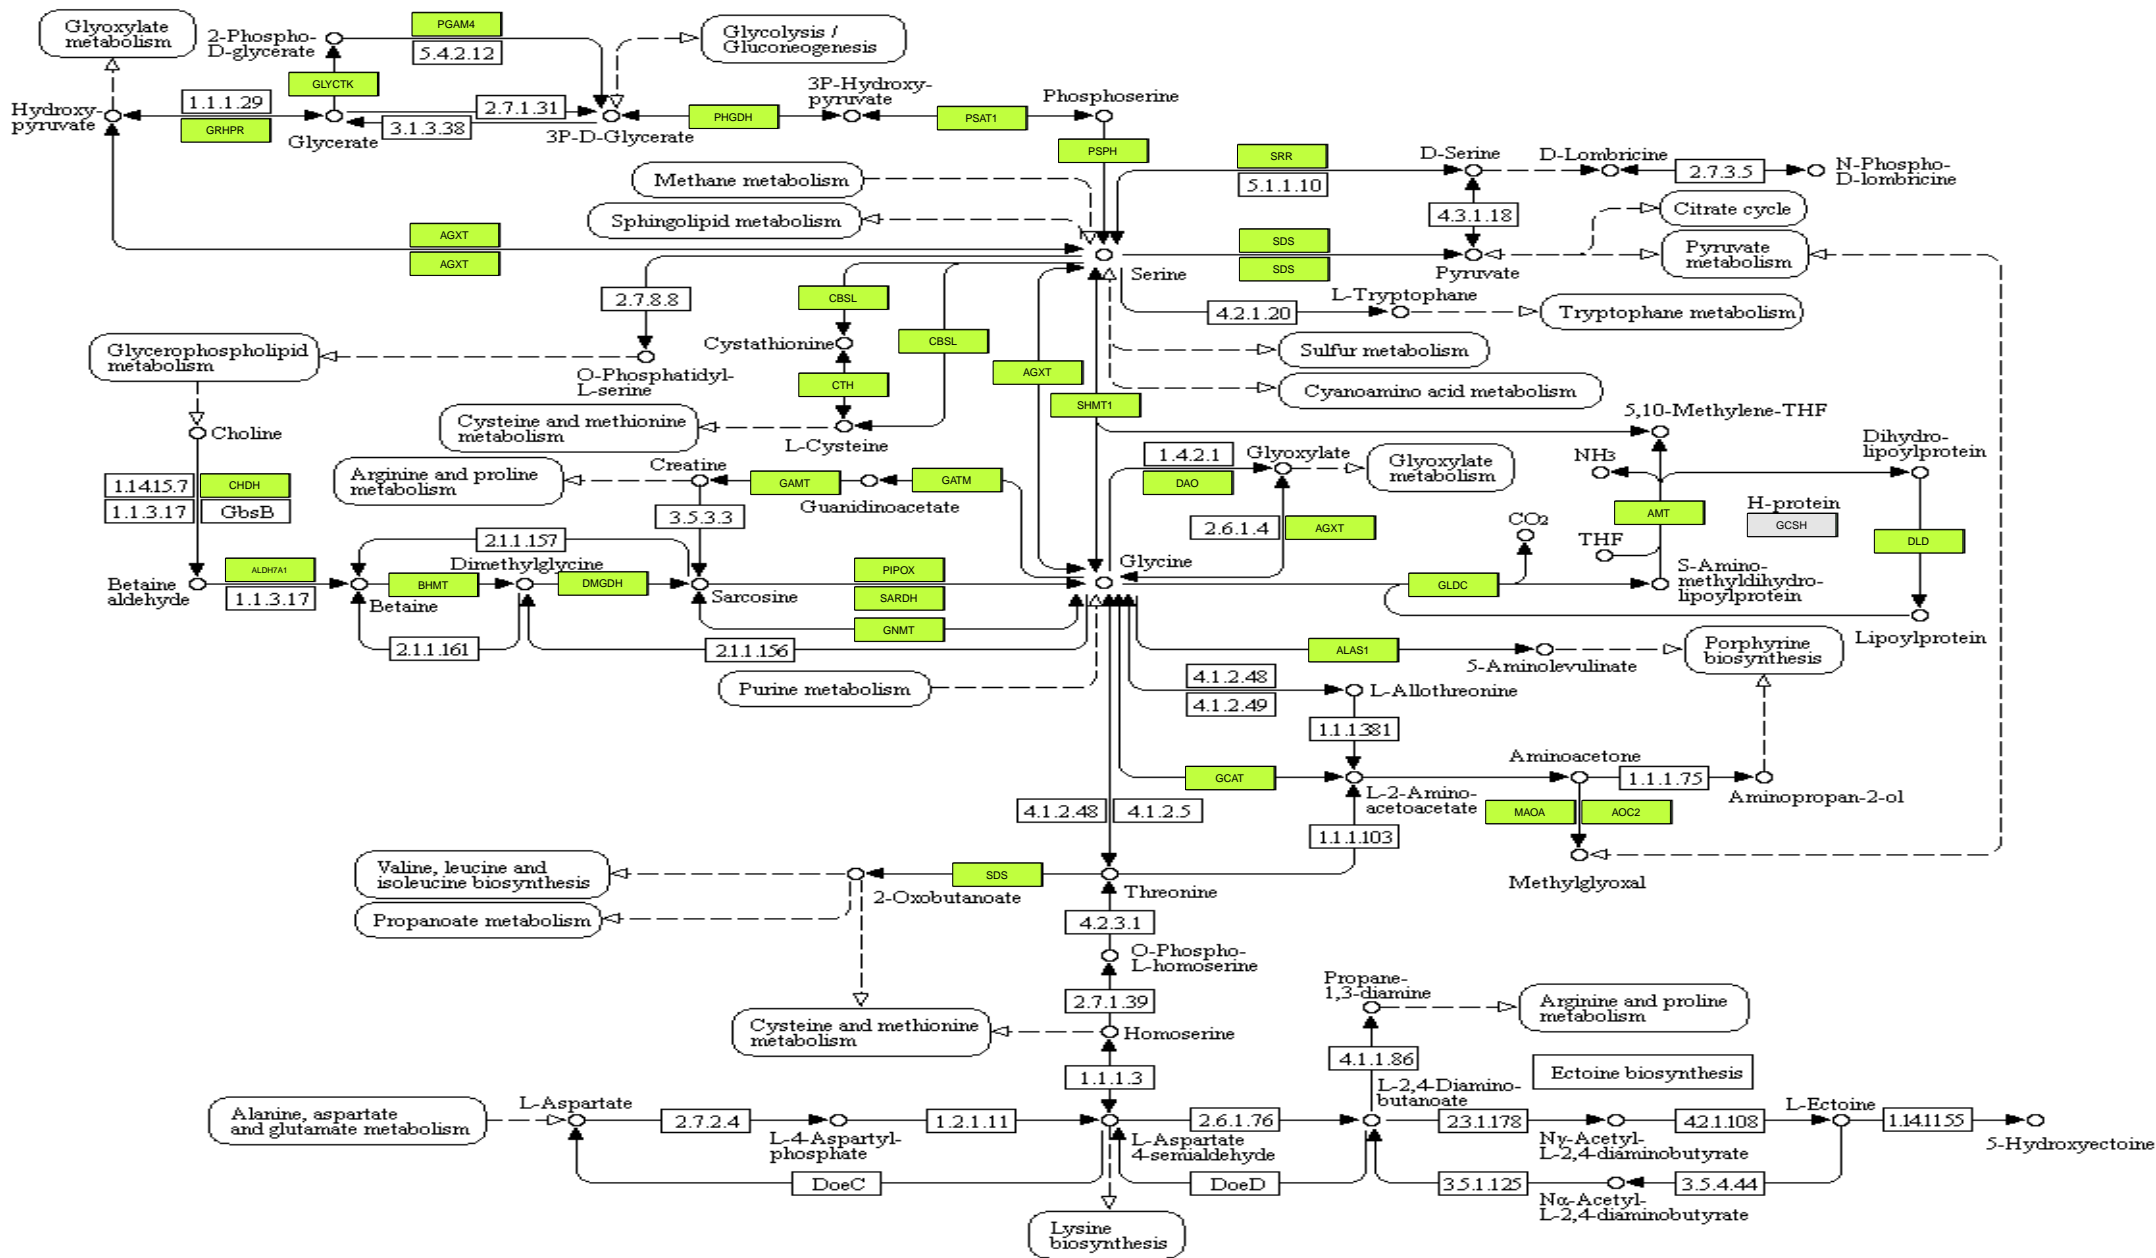 Glyoxylate
metabolism
2-Phospho-
D-glycerate
PGAM4
5.4.2.12
Glycolysis /
Gluconeogenesis
GLYCTK
1.1.1.29
GRHPR
Hydroxy-
pyruvate
Glycerate
2.7.1.31
3.1.3.38
3P-D-Glycerate
PHGDH
3P-Hydroxy-
pyruvate
PSAT1
Phosphoserine
PSPH
SRR
5.1.1.10
D-Serine
D-Lombricine
2.7.3.5
N-Phospho-
D-lombricine
Methane metabolism
Sphingolipid metabolism
4.3.1.18
Citrate cycle
AGXT
AGXT
Serine
SDS
SDS
Pyruvate
Pyruvate
metabolism
2.7.8.8
CBSL
CBSL
4.2.1.20
L-Tryptophane
Tryptophane metabolism
Glycerophospholipid
metabolism
O-Phosphatidyl-
L-serine
Cystathionine
CTH
AGXT
SHMT1
Sulfur metabolism
Cyanoamino acid metabolism
Cysteine and methionine
metabolism
L-Cysteine
5,10-Methylene-THF
Choline
Arginine and proline
metabolism
Creatine
GAMT
Guanidinoacetate
GATM
1.4.2.1
DAO
Glyoxylate
Glyoxylate
metabolism
NH3
Dihydro-
lipoylprotein
1.14.15.7
CHDH
1.1.3.17
GbsB
3.5.3.3
2.6.1.4
AGXT
CO2
AMT
H-protein
GCSH
DLD
THF
2.1.1.157
Dimethylglycine
Betaine
aldehyde
ALDH7A1
1.1.3.17
Betaine
BHMT
DMGDH
Sarcosine
PIPOX
SARDH
GNMT
Glycine
GLDC
S-Amino-
methyldihydro-
lipoylprotein
Lipoylprotein
2.1.1.161
2.1.1.156
ALAS1
5-Aminolevulinate
Porphyrine
biosynthesis
Purine metabolism
4.1.2.48
4.1.2.49
L-Allothreonine
1.1.1.381
GCAT
L-2-Amino-
acetoacetate
Aminoacetone
1.1.1.75
Aminopropan-2-ol
4.1.2.48
4.1.2.5
1.1.1.103
MAOA
AOC2
Methylglyoxal
Valine, leucine and
isoleucine biosynthesis
2-Oxobutanoate
SDS
Threonine
Propanoate metabolism
4.2.3.1
O-Phospho-
L-homoserine
2.7.1.39
Cysteine and methionine
metabolism
Homoserine
Propane-
1,3-diamine
Arginine and proline
metabolism
4.1.1.86
1.1.1.3
Ectoine biosynthesis
Alanine, aspartate
and glutamate metabolism
L-Aspartate
2.7.2.4
L-4-Aspartyl-
phosphate
1.2.1.11
L-Aspartate
4-semialdehyde
2.6.1.76
L-2,4-Diamino-
butanoate
2.3.1.178
Nγ-Acetyl-
L-2,4-diaminobutyrate
4.2.1.108
L-Ectoine
1.14.11.55
5-Hydroxyectoine
DoeC
DoeD
3.5.1.125
Nα-Acetyl-
L-2,4-diaminobutyrate
3.5.4.44
Lysine
biosynthesis